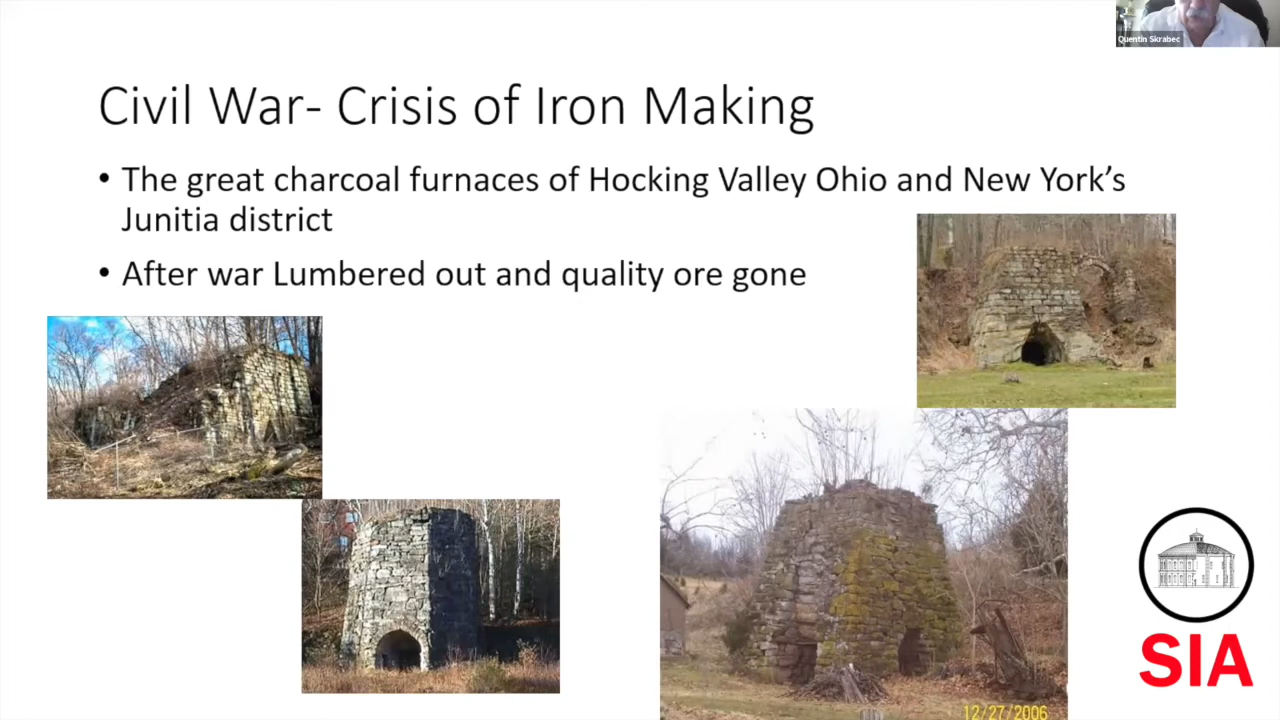 Quentin Skrabec
Civil War- Crisis of Iron Making
• The great charcoal furnaces of Hocking Valley Ohio and New York’s
Junitia district
• After war Lumbered out and quality ore gone
12/27/2006
SIA